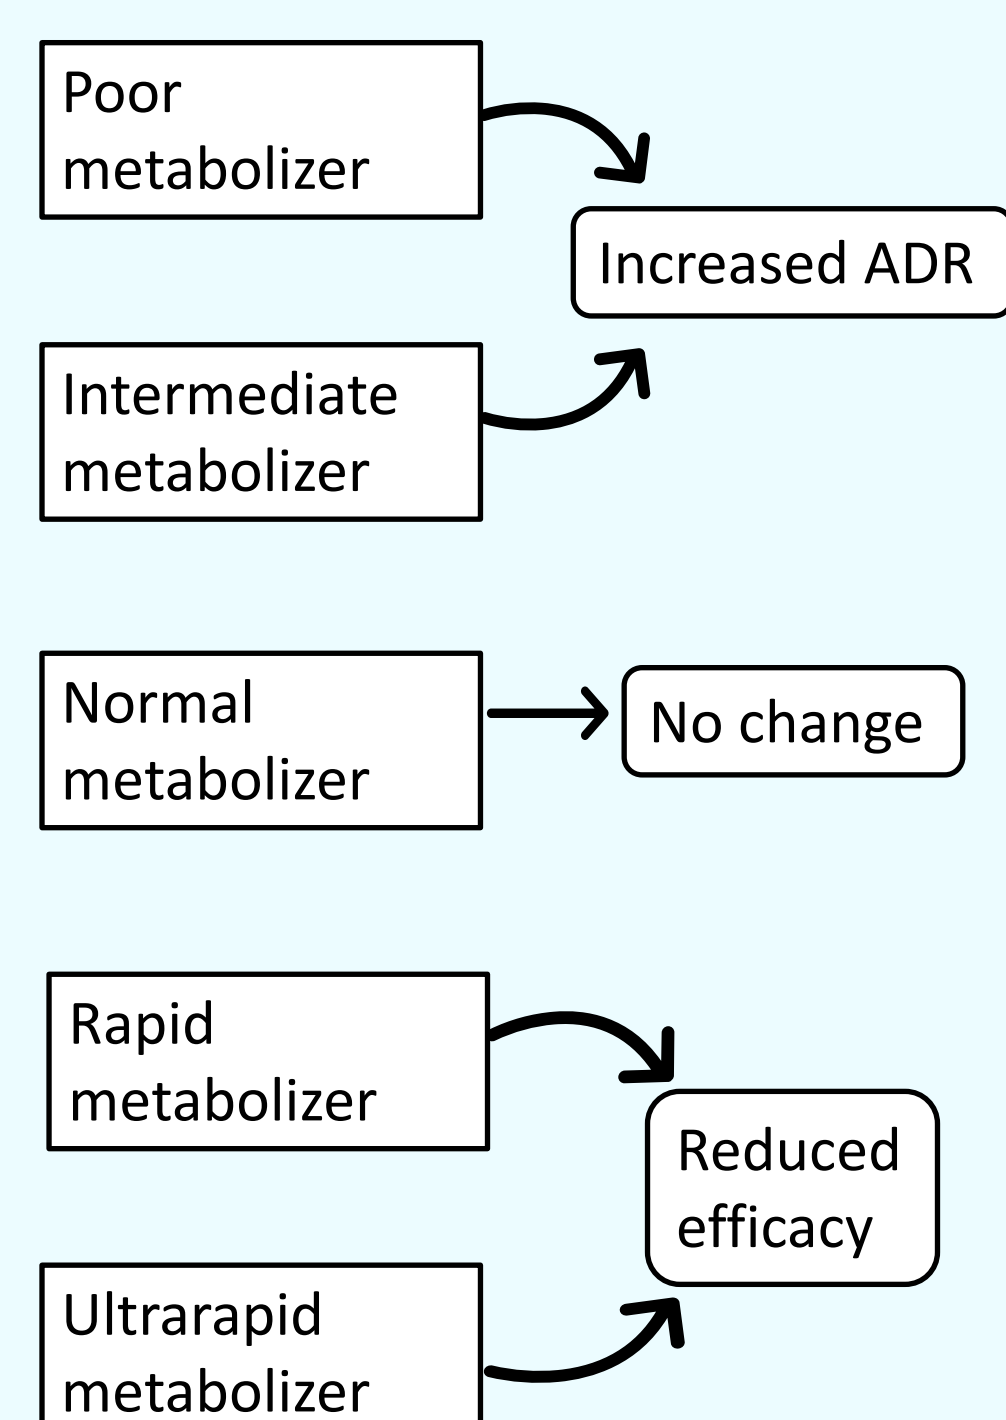 Poor
metabolizer
Increased ADR
Intermediate
metabolizer
Normal
metabolizer
No change
Rapid
metabolizer
Reduced
efficacy
Ultrarapid
metabolizer